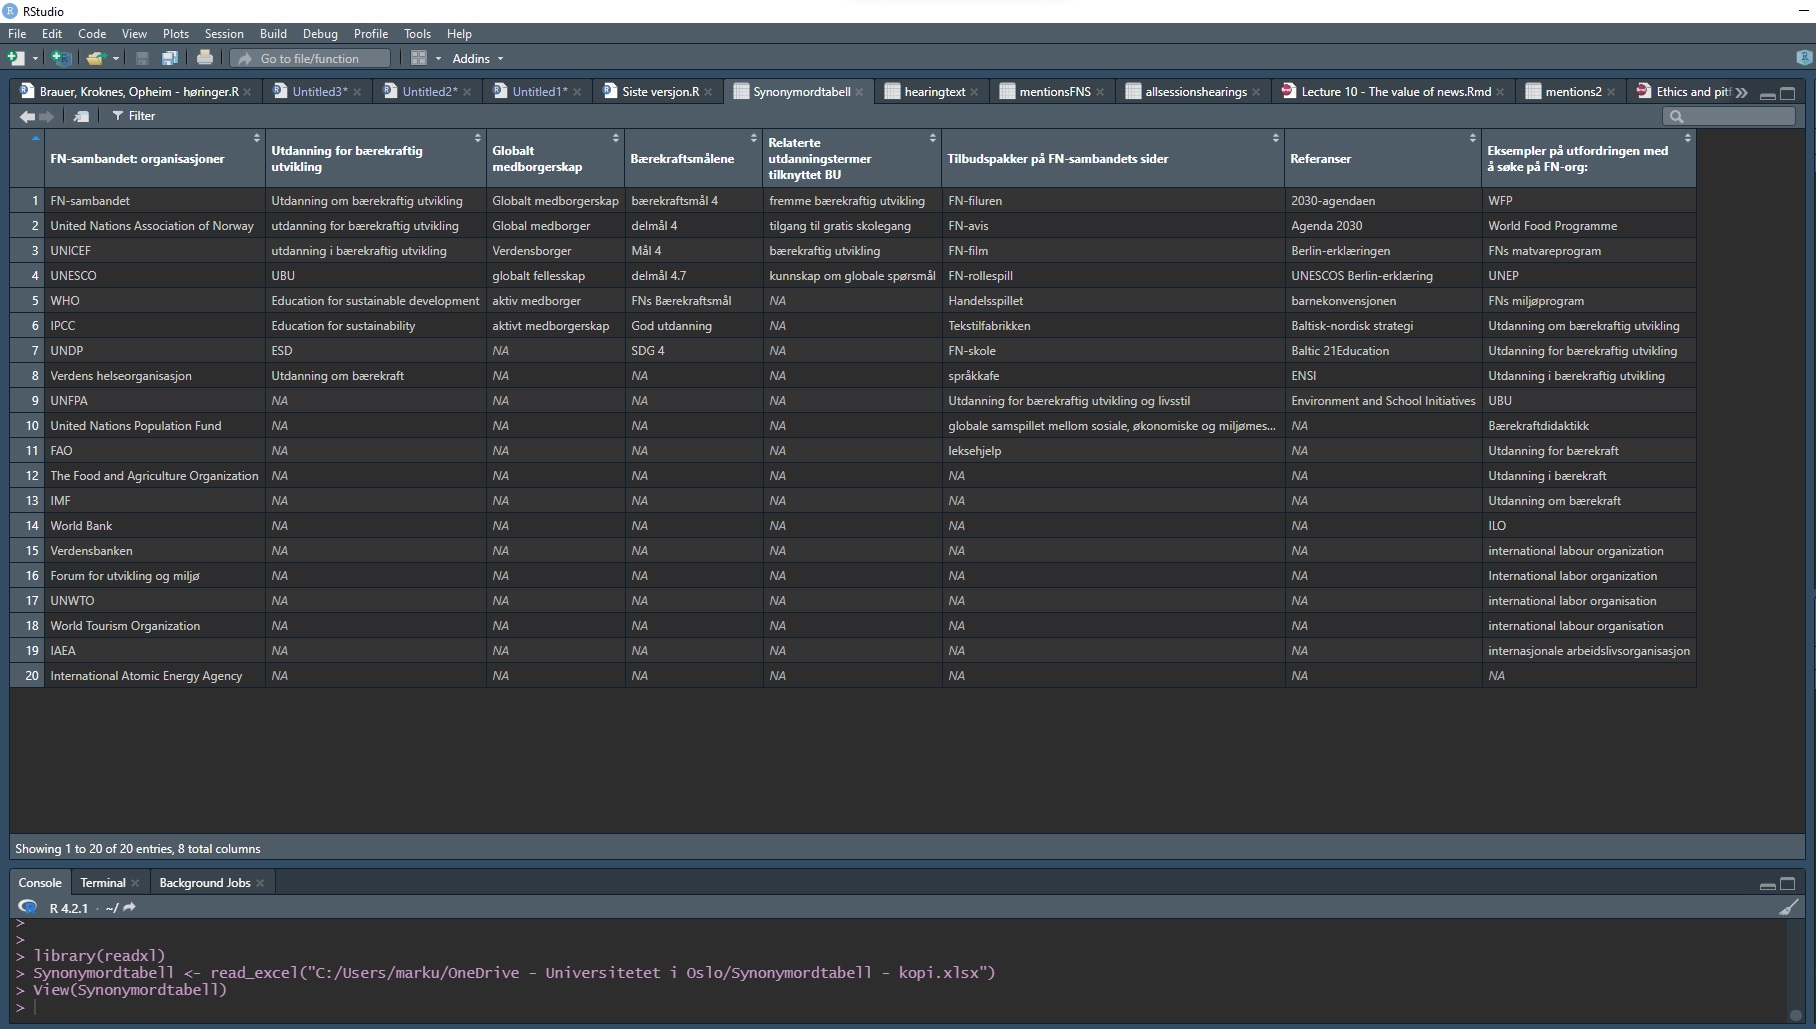 RStudio
File Edit Code View Plots Session Build Debug Profile Tools Help
Go to file/function Addins
Brauer, Kroknes, Opheim - høringer.R Untitled3* Untitled2* Untitled1* Siste versjon.R Synonymordtabell hearingtext mentionsFNS allsessionshearings Lecture 10 - The value of news.Rmd mentions2 Ethics and pitf
Filter
FN-sambandet: organisasjoner Utdanning for bærekraftig utvikling Globalt medborgerskap Bærekraftsmålene Relaterte utdanningstermer tilknyttet BU Tilbudspakker på FN-sambandets sider Referanser Eksempler på utfordringen med å søke på FN-org:
1 FN-sambandet Utdanning om bærekraftig utvikling Globalt medborgerskap bærekraftsmål 4 fremme bærekraftig utvikling FN-filuren 2030-agendaen WFP
2 United Nations Association of Norway utdanning for bærekraftig utvikling Global medborger delmål 4 tilgang til gratis skolegang FN-avis Agenda 2030 World Food Programme
3 UNICEF utdanning i bærekraftig utvikling Verdensborger Mål 4 bærekraftig utvikling FN-film Berlin-erklæringen FNs matvareprogram
4 UNESCO UBU globalt fellesskap delmål 4.7 kunnskap om globale spørsmål FN-rollespill UNESCOS Berlin-erklæring UNEP
5 WHO Education for sustainable development aktiv medborger FNs Bærekraftsmål NA Handelsspillet barnekonvensjonen FNs miljøprogram
6 IPCC Education for sustainability aktivt medborgerskap God utdanning NA Tekstilfabrikken Baltisk-nordisk strategi Utdanning om bærekraftig utvikling
7 UNDP ESD NA SDG 4 NA FN-skole Baltic 21Education Utdanning for bærekraftig utvikling
8 Verdens helseorganisasjon Utdanning om bærekraft NA NA NA språkkafe ENSI Utdanning i bærekraftig utvikling
9 UNFPA NA NA NA NA Utdanning for bærekraftig utvikling og livsstil Environment and School Initiatives UBU
10 United Nations Population Fund NA NA NA NA globale samspillet mellom sosiale, økonomiske og miljømes... NA Bærekraftdidaktikk
11 FAO NA NA NA NA leksehjelp NA Utdanning for bærekraft
12 The Food and Agriculture Organization NA NA NA NA NA NA Utdanning i bærekraft
13 IMF NA NA NA NA NA NA Utdanning om bærekraft
14 World Bank NA NA NA NA NA NA ILO
15 Verdensbanken NA NA NA NA NA NA international labour organization
16 Forum for utvikling og miljø NA NA NA NA NA NA International labor organization
17 UNWTO NA NA NA NA NA NA international labor organisation
18 World Tourism Organization NA NA NA NA NA NA international labour organisation
19 IAEA NA NA NA NA NA NA internasjonale arbeidslivsorganisasjon
20 International Atomic Energy Agency NA NA NA NA NA NA NA
Showing 1 to 20 of 20 entries, 8 total columns
Console Terminal Background Jobs
R 4.2.1 · ~/
>
>
> library(readxl)
> Synonymordtabell <- read_excel("C:/Users/marku/OneDrive - Universitetet i Oslo/Synonymordtabell - kopi.xlsx")
> View(Synonymordtabell)
>